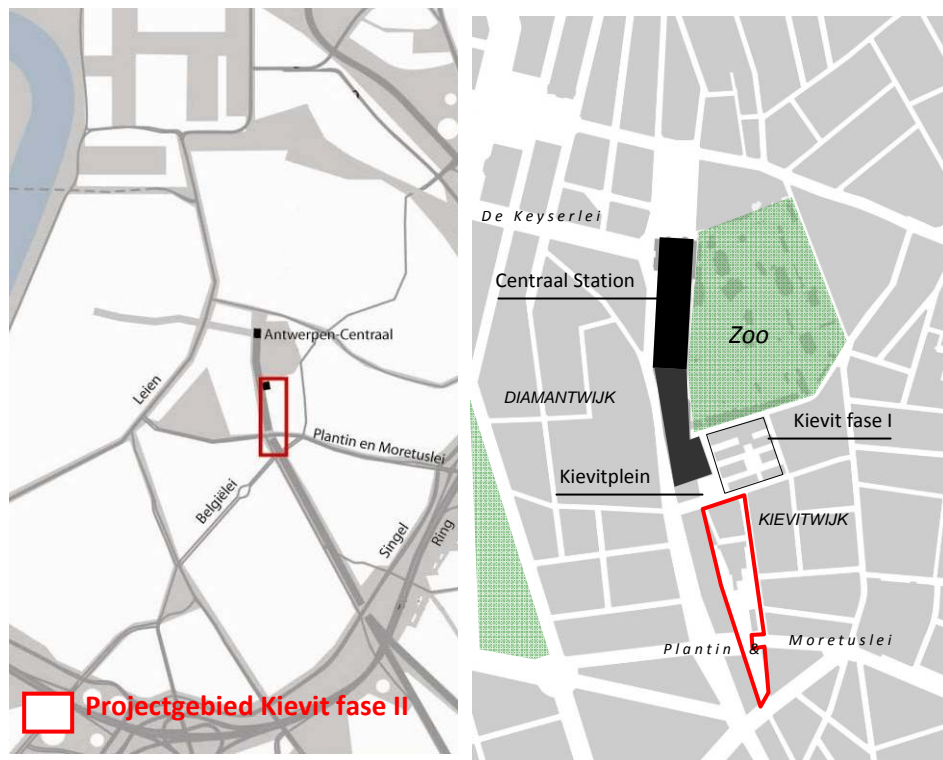 Antwerpen-Centraal
Leien
Plantin en Moretuslei
Belgiëlei
Singel
Ring
Projectgebied Kievit fase II
De Keyserlei
Centraal Station
Zoo
DIAMANTWIJK
Kievit fase I
Kievitplein
KIEVITWIJK
Plantin & Moretuslei